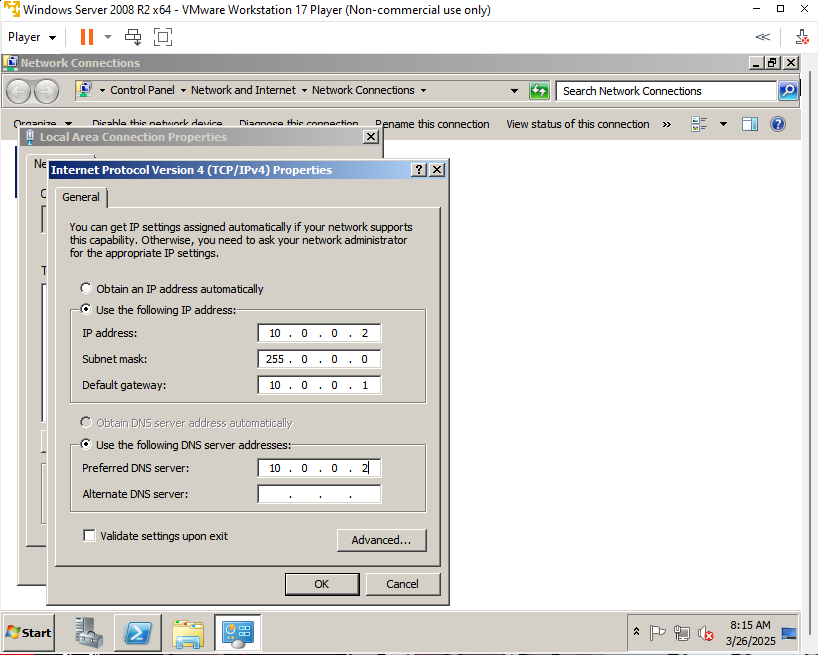 Windows Server 2008 R2 x64 - VMware Workstation 17 Player (Non-commercial use only)
Player
Network Connections
Control Panel Network and Internet Network Connections
Search Network Connections
Organize Disable this network device Diagnose this connection Rename this connection View status of this connection »
Local Area Connection Properties
Ne
Internet Protocol Version 4 (TCP/IPv4) Properties
General
You can get IP settings assigned automatically if your network supports
this capability. Otherwise, you need to ask your network administrator
for the appropriate IP settings.
Obtain an IP address automatically
Use the following IP address:
IP address: 10 . 0 . 0 . 2
Subnet mask: 255 . 0 . 0 . 0
Default gateway: 10 . 0 . 0 . 1
Obtain DNS server address automatically
Use the following DNS server addresses:
Preferred DNS server: 10 . 0 . 0 . 2
Alternate DNS server: . . .
Validate settings upon exit
Advanced...
OK Cancel
Start
8:15 AM
3/26/2025